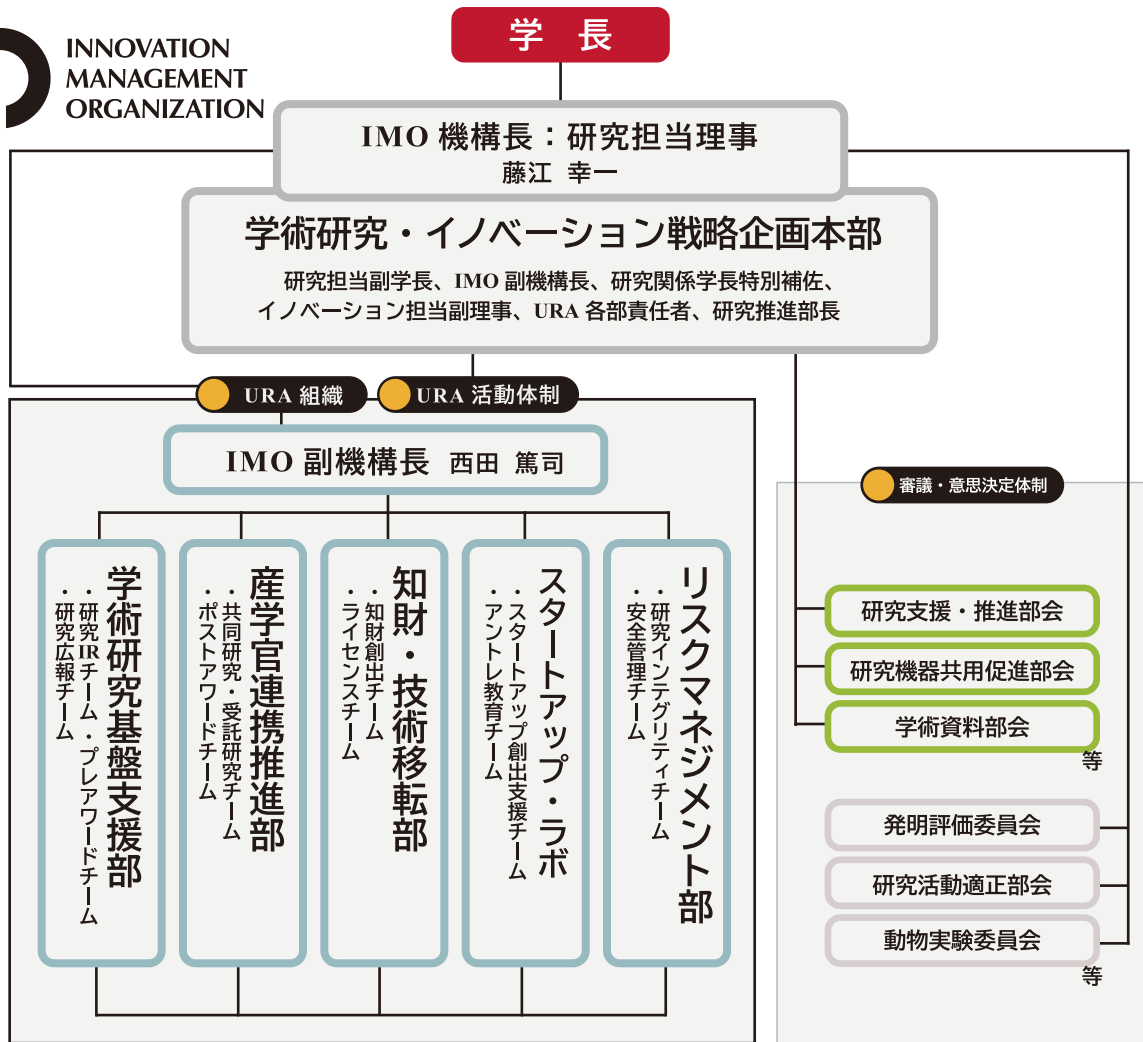 INNOVATION
MANAGEMENT
ORGANIZATION
学 長
IMO 機構長：研究担当理事
藤江 幸一
学術研究・イノベーション戦略企画本部
研究担当副学長、IMO 副機構長、研究関係学長特別補佐、
イノベーション担当副理事、URA 各部責任者、研究推進部長
URA 組織
URA 活動体制
IMO 副機構長 西田 篤司
学術研究基盤支援部
・研究IRチーム・プレアワードチーム
・研究広報チーム
産学官連携推進部
・共同研究・受託研究チーム
・ポストアワードチーム
知財・技術移転部
・知財創出チーム
・ライセンスチーム
スタートアップ・ラボ
・スタートアップ創出支援チーム
・アントレ教育チーム
リスクマネジメント部
・研究インテグリティチーム
・安全管理チーム
審議・意思決定体制
研究支援・推進部会
研究機器共用促進部会
学術資料部会
等
発明評価委員会
研究活動適正部会
動物実験委員会
等